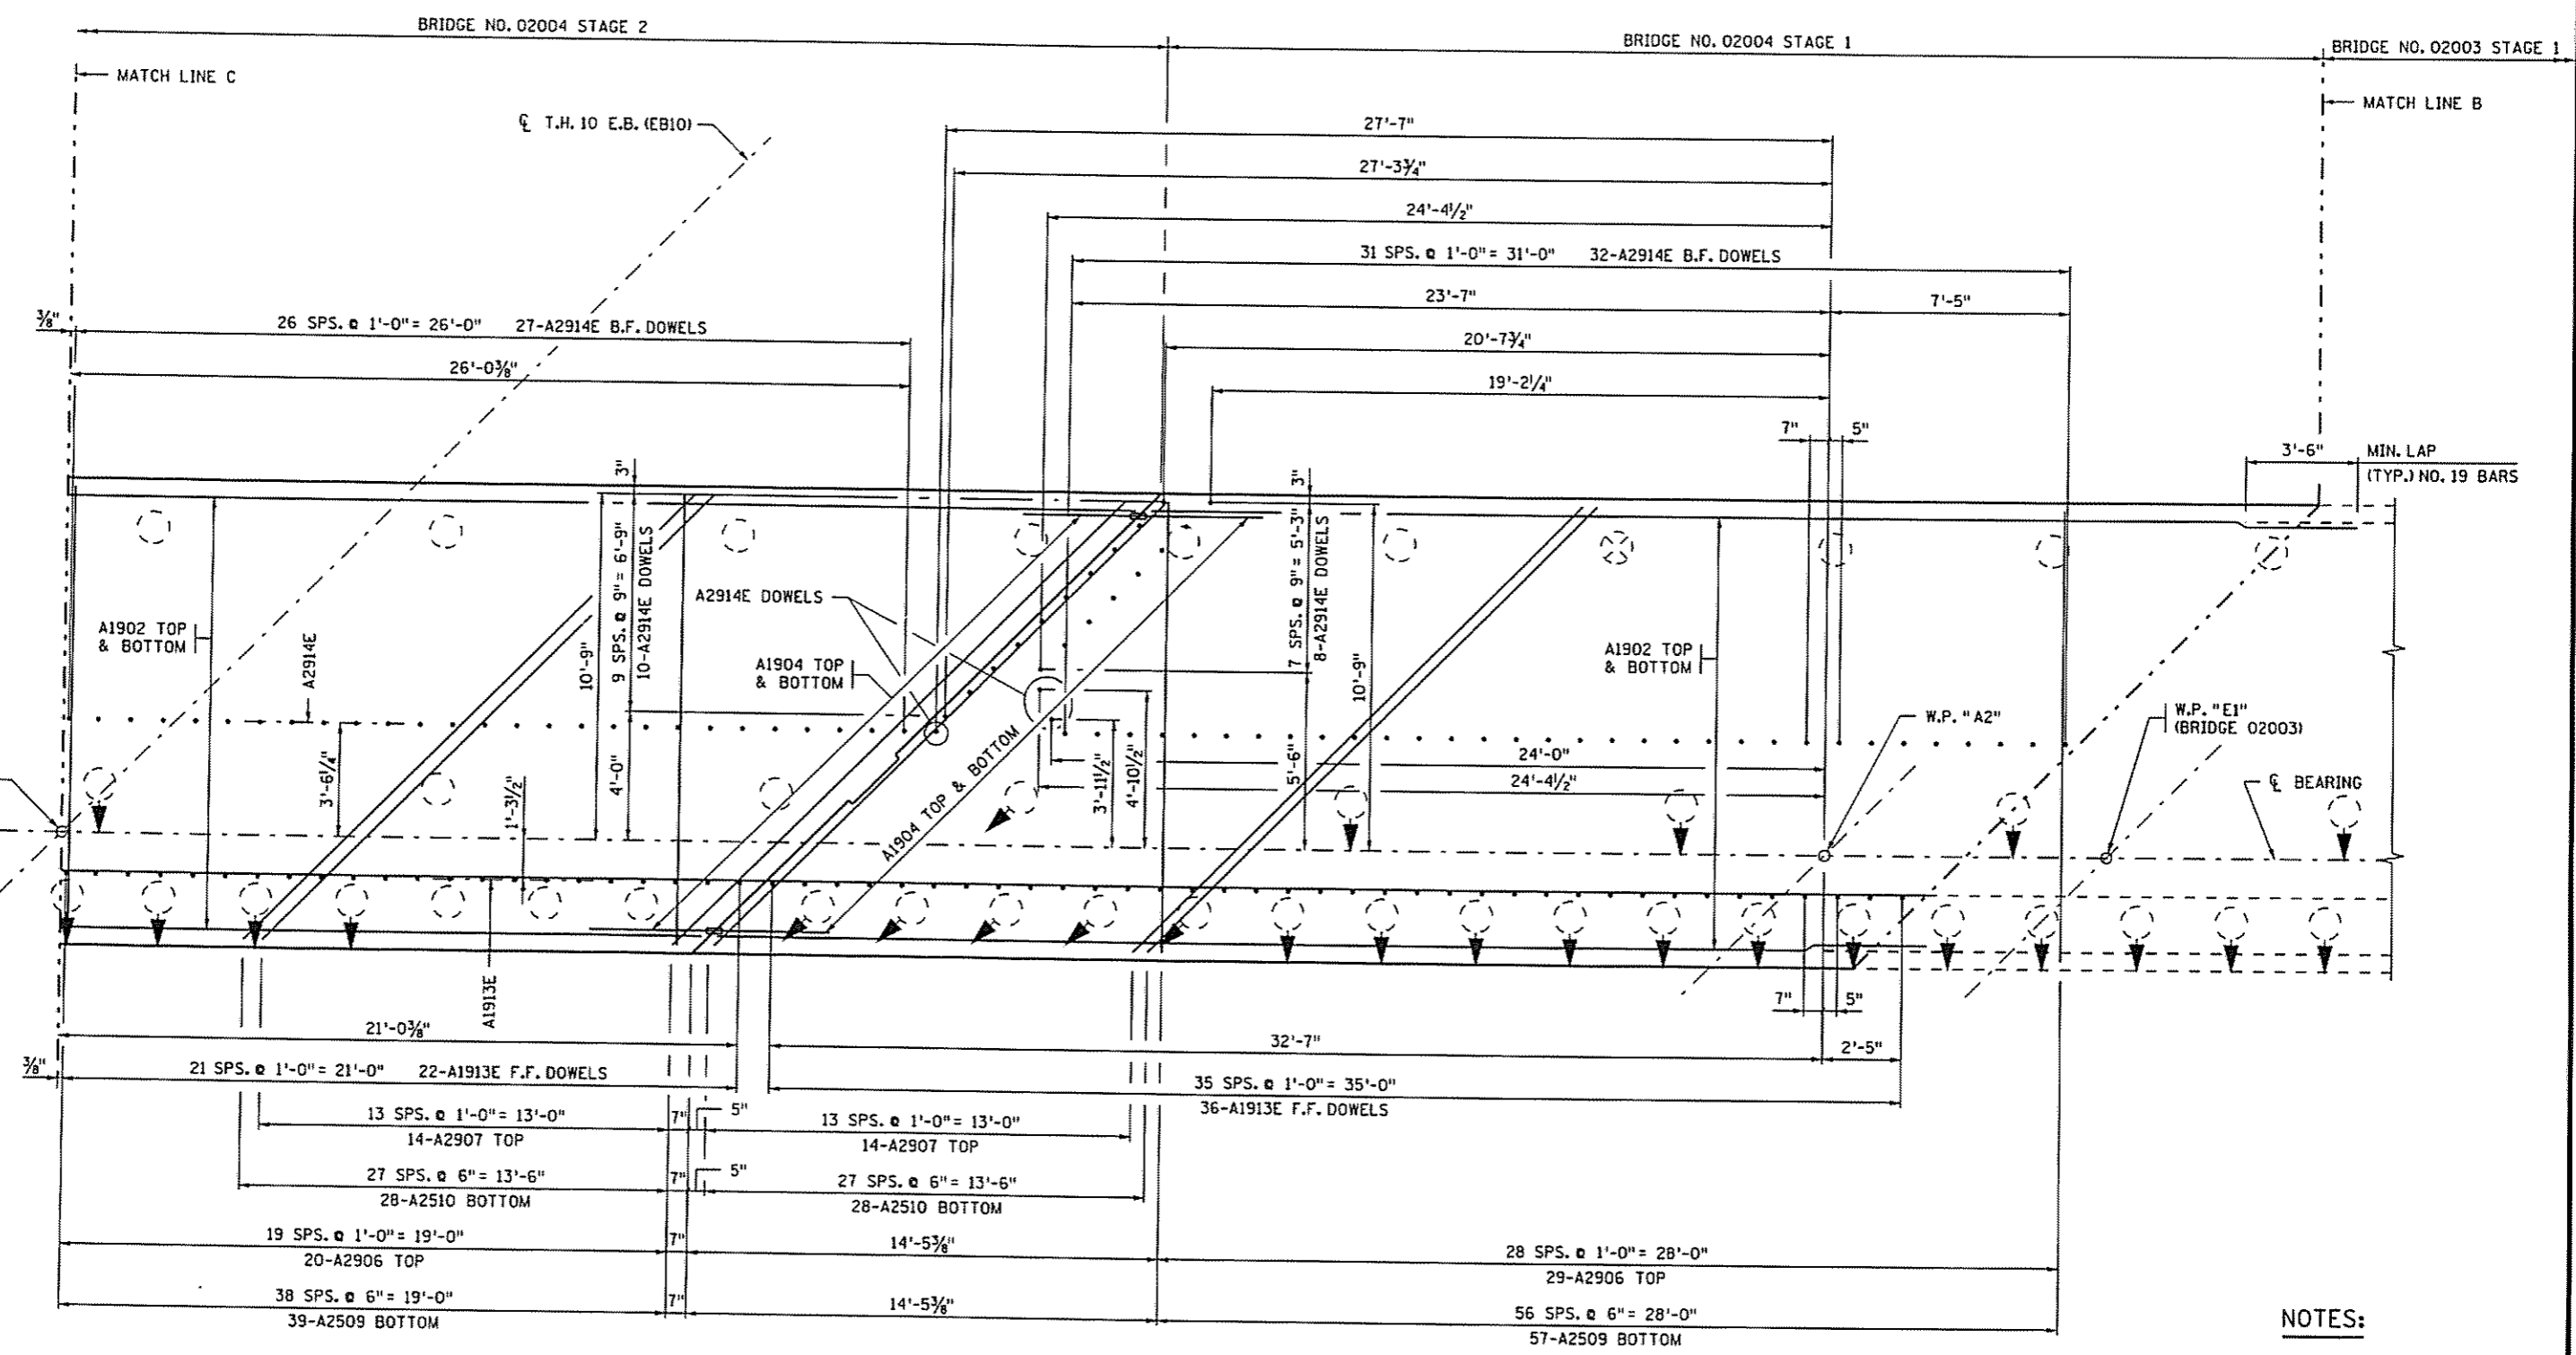 BRIDGE NO. 02004 STAGE 2
BRIDGE NO. 02004 STAGE 1
BRIDGE NO. 02003 STAGE 1
MATCH LINE C
MATCH LINE B
℄ T.H. 10 E.B. (EB10)
27'-7"
27'-3¾"
24'-4½"
31 SPS. @ 1'-0" = 31'-0" 32-A2914E B.F. DOWELS
23'-7"
7'-5"
⅜"
26 SPS. @ 1'-0" = 26'-0" 27-A2914E B.F. DOWELS
20'-7¾"
26'-0⅜"
19'-2¼"
7"
5"
3'-6"
MIN. LAP
(TYP.) NO. 19 BARS
3"
9 SPS. @ 9" = 6'-9"
10-A2914E DOWELS
10'-9"
4'-0"
3"
7 SPS. @ 9" = 5'-3"
8-A2914E DOWELS
10'-9"
5'-6"
A2914E DOWELS
A1902 TOP
& BOTTOM
A2914E
A1904 TOP
& BOTTOM
A1902 TOP
& BOTTOM
A1904 TOP & BOTTOM
W.P. "A2"
W.P. "E1"
(BRIDGE 02003)
3'-6¼"
1'-3½"
3'-11½"
4'-10½"
24'-0"
24'-4½"
℄ BEARING
H
H
H
H
H
H
A1913E
7"
5"
21'-0⅜"
32'-7"
2'-5"
⅜"
21 SPS. @ 1'-0" = 21'-0" 22-A1913E F.F. DOWELS
35 SPS. @ 1'-0" = 35'-0"
36-A1913E F.F. DOWELS
13 SPS. @ 1'-0" = 13'-0"
14-A2907 TOP
7"
5"
13 SPS. @ 1'-0" = 13'-0"
14-A2907 TOP
27 SPS. @ 6" = 13'-6"
28-A2510 BOTTOM
7"
5"
27 SPS. @ 6" = 13'-6"
28-A2510 BOTTOM
19 SPS. @ 1'-0" = 19'-0"
20-A2906 TOP
7"
14'-5⅜"
28 SPS. @ 1'-0" = 28'-0"
29-A2906 TOP
38 SPS. @ 6" = 19'-0"
39-A2509 BOTTOM
7"
14'-5⅜"
56 SPS. @ 6" = 28'-0"
57-A2509 BOTTOM
NOTES: